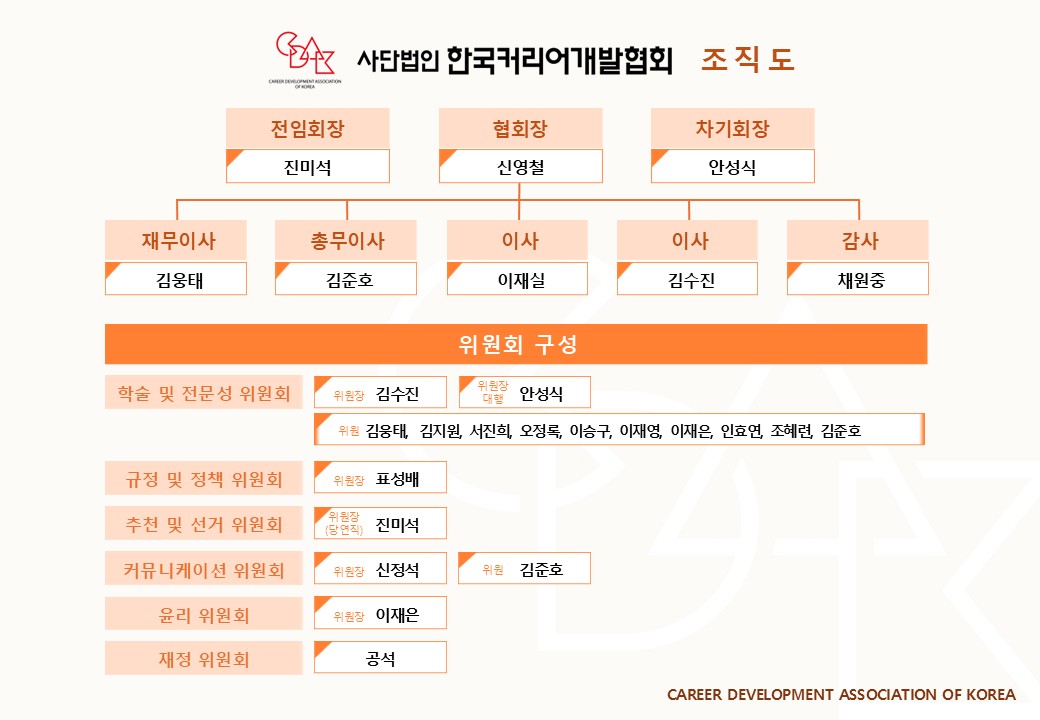 CAREER DEVELOPMENT ASSOCIATION
OF KOREA
사단법인 한국커리어개발협회 조직도
전임회장 협회장 차기회장
진미석 신영철 안성식
재무이사 총무이사 이사 이사 감사
김웅태 김준호 이재실 김수진 채원중
위원회 구성
학술 및 전문성 위원회 위원장 김수진 위원장 대행 안성식
위원 김웅태, 김지원, 서진희, 오정록, 이승구, 이재영, 이재은, 인효연, 조혜련, 김준호
규정 및 정책 위원회 위원장 표성배
추천 및 선거 위원회 위원장 (당연직) 진미석
커뮤니케이션 위원회 위원장 신정석 위원 김준호
윤리 위원회 위원장 이재은
재정 위원회 공석
CAREER DEVELOPMENT ASSOCIATION OF KOREA